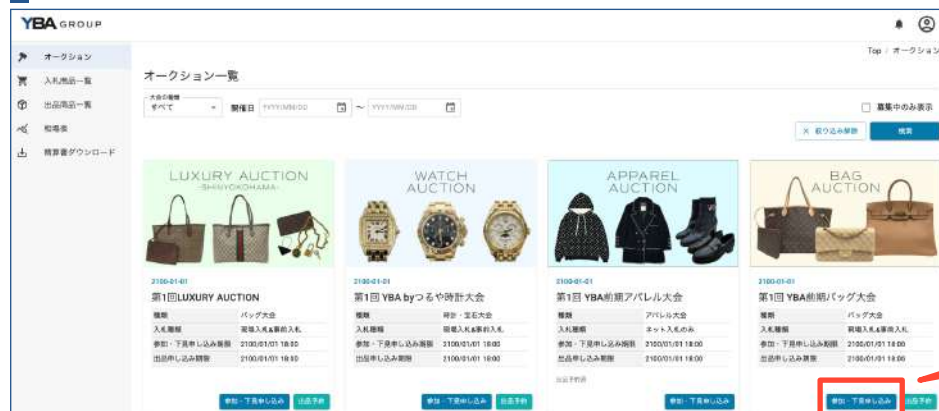 YBA GROUP
Top / オークション
オークション
入札商品一覧
出品商品一覧
相場表
精算書ダウンロード
オークション一覧
大会の種類
すべて
開催日 YYYY/MM/DD ~ YYYY/MM/DD
募集中のみ表示
× 絞り込み解除
検索
LUXURY AUCTION
-SHINYOKOHAMA-
2100-01-01
第1回LUXURY AUCTION
種類 バッグ大会
入札種類 現場入札&事前入札
参加・下見申し込み期限 2100/01/01 18:00
出品申し込み期限 2100/01/01 18:00
参加・下見申し込み 出品予約
WATCH
AUCTION
2100-01-01
第1回 YBA byつるや時計大会
種類 時計・宝石大会
入札種類 現場入札&事前入札
参加・下見申し込み期限 2100/01/01 18:00
出品申し込み期限 2100/01/01 18:00
参加・下見申し込み 出品予約
APPAREL
AUCTION
2100-01-01
第1回 YBA前期アパレル大会
種類 アパレル大会
入札種類 ネット入札のみ
参加・下見申し込み期限 2100/01/01 18:00
出品申し込み期限 2100/01/01 18:00
出品予約済
参加・下見申し込み
BAG
AUCTION
2100-01-01
第1回 YBA前期バッグ大会
種類 バッグ大会
入札種類 現場入札&事前入札
参加・下見申し込み期限 2100/01/01 18:00
出品申し込み期限 2100/01/01 18:00
参加・下見申し込み 出品予約